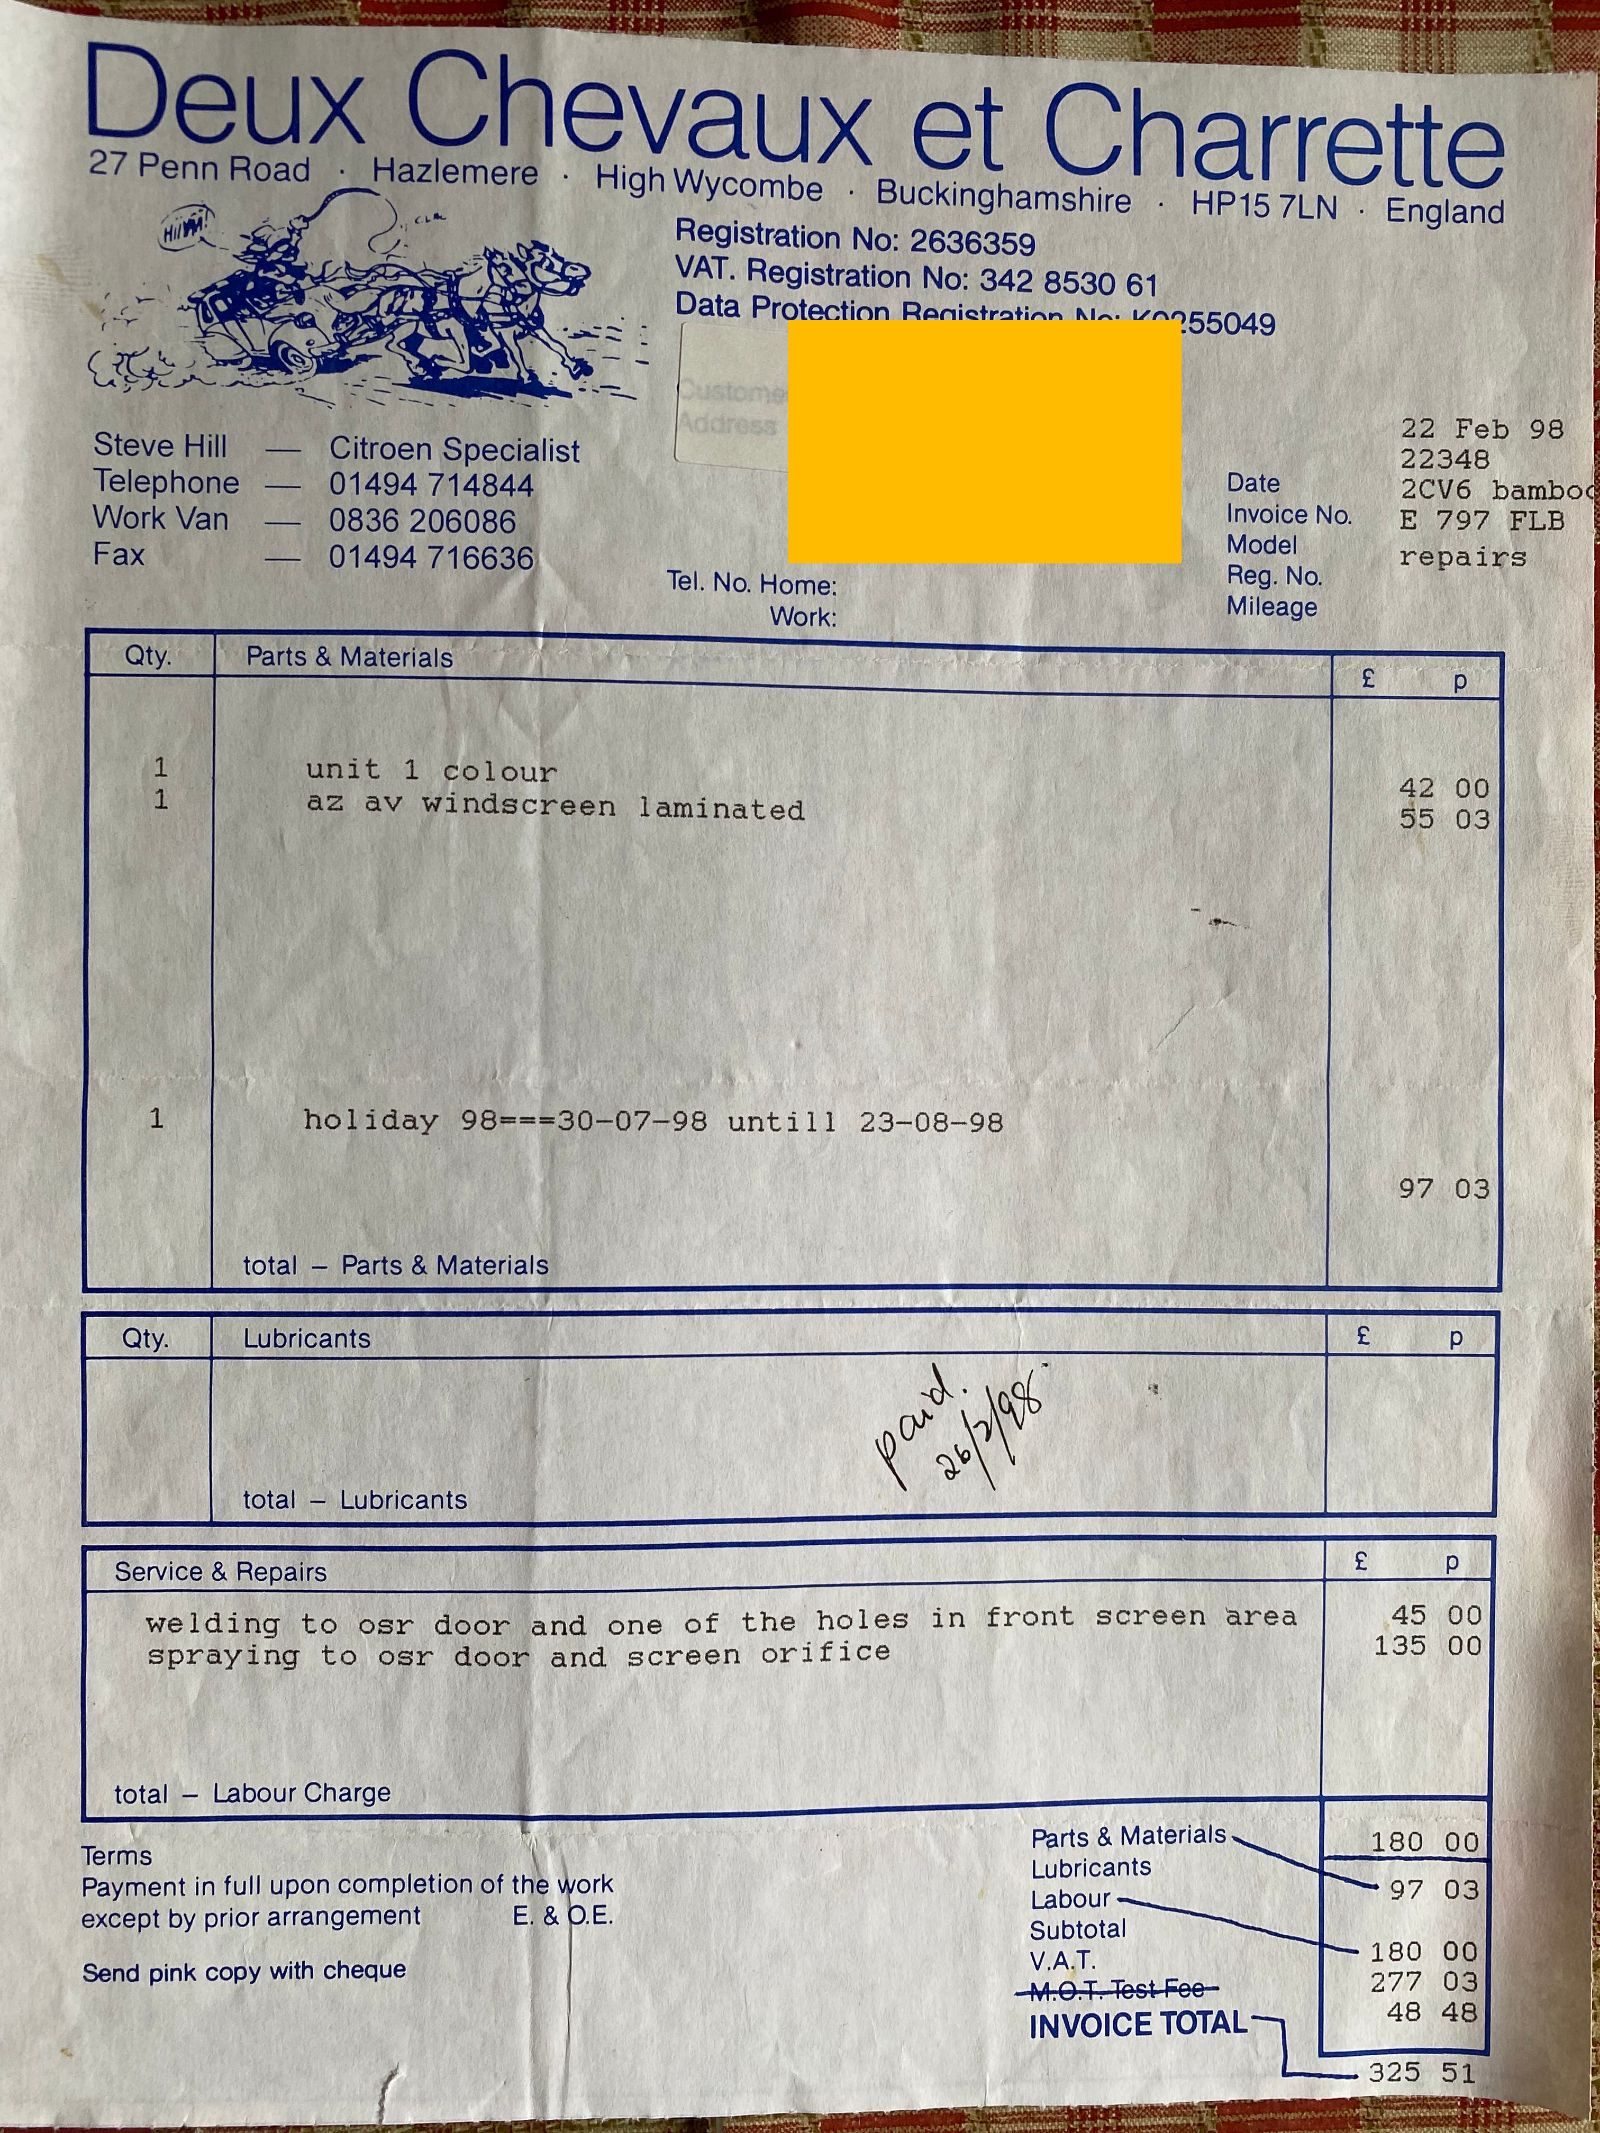 Deux Chevaux et Charrette
27 Penn Road · Hazlemere · High Wycombe · Buckinghamshire · HP15 7LN · England
Registration No: 2636359
VAT. Registration No: 342 8530 61
Data Protection Registration No: K0255049
Customer
Address
Steve Hill — Citroen Specialist
Telephone — 01494 714844
Work Van — 0836 206086
Fax — 01494 716636
Tel. No. Home:
Work:
22 Feb 98
22348
2CV6 bamboo
E 797 FLB
repairs
Date
Invoice No.
Model
Reg. No.
Mileage
Qty. Parts & Materials £ p
1 unit 1 colour 42 00
1 az av windscreen laminated 55 03
1 holiday 98===30-07-98 untill 23-08-98
97 03
total – Parts & Materials
Qty. Lubricants £ p
paid.
26/2/98
total – Lubricants
Service & Repairs £ p
welding to osr door and one of the holes in front screen area 45 00
spraying to osr door and screen orifice 135 00
total – Labour Charge
180 00
Terms
Payment in full upon completion of the work
except by prior arrangement E. & O.E.
Send pink copy with cheque
Parts & Materials 97 03
Lubricants
Labour 180 00
Subtotal 277 03
V.A.T. 48 48
M.O.T. Test Fee
INVOICE TOTAL 325 51